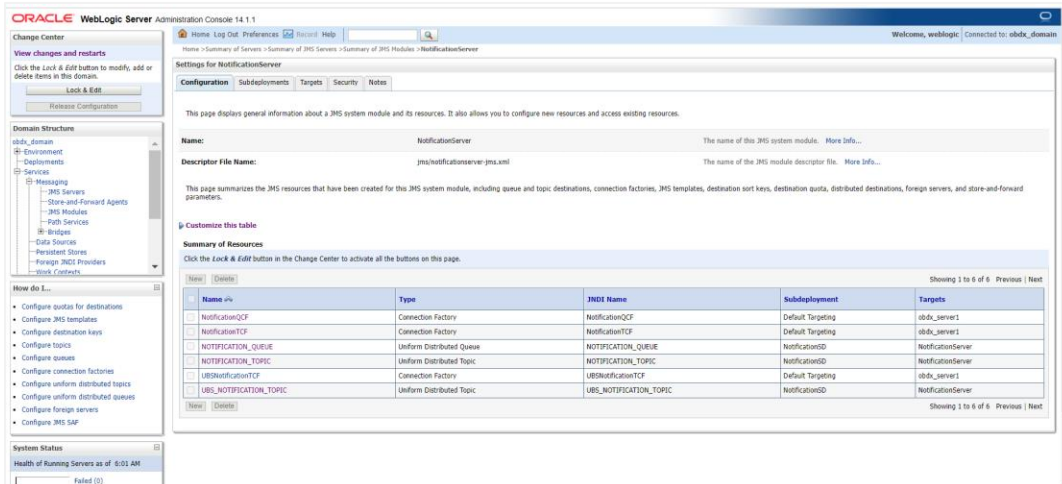 ORACLE WebLogic Server Administration Console 14.1.1
Change Center
View changes and restarts
Click the Lock & Edit button to modify, add or
delete items in this domain.
Lock & Edit
Release Configuration
Domain Structure
obdx_domain
Environment
Deployments
Services
Messaging
JMS Servers
Store-and-Forward Agents
JMS Modules
Path Services
Bridges
Data Sources
Persistent Stores
Foreign JNDI Providers
Work Contexts
How do I...
Configure quotas for destinations
Configure JMS templates
Configure destination keys
Configure topics
Configure queues
Configure connection factories
Configure uniform distributed topics
Configure uniform distributed queues
Configure foreign servers
Configure JMS SAF
System Status
Health of Running Servers as of 6:01 AM
Failed (0)
Home Log Out Preferences Record Help
Welcome, weblogic Connected to: obdx_domain
Home >Summary of Servers >Summary of JMS Servers >Summary of JMS Modules >NotificationServer
Settings for NotificationServer
Configuration Subdeployments Targets Security Notes
This page displays general information about a JMS system module and its resources. It also allows you to configure new resources and access existing resources.
Name: NotificationServer The name of this JMS system module. More Info...
Descriptor File Name: jms/notificationserver-jms.xml The name of the JMS module descriptor file. More Info...
This page summarizes the JMS resources that have been created for this JMS system module, including queue and topic destinations, connection factories, JMS templates, destination sort keys, destination quota, distributed destinations, foreign servers, and store-and-forward
parameters.
Customize this table
Summary of Resources
Click the Lock & Edit button in the Change Center to activate all the buttons on this page.
New Delete Showing 1 to 6 of 6 Previous | Next
Name Type JNDI Name Subdeployment Targets
NotificationQCF Connection Factory NotificationQCF Default Targeting obdx_server1
NotificationTCF Connection Factory NotificationTCF Default Targeting obdx_server1
NOTIFICATION_QUEUE Uniform Distributed Queue NOTIFICATION_QUEUE NotificationSD NotificationServer
NOTIFICATION_TOPIC Uniform Distributed Topic NOTIFICATION_TOPIC NotificationSD NotificationServer
UBSNotificationTCF Connection Factory UBSNotificationTCF Default Targeting obdx_server1
UBS_NOTIFICATION_TOPIC Uniform Distributed Topic UBS_NOTIFICATION_TOPIC NotificationSD NotificationServer
New Delete Showing 1 to 6 of 6 Previous | Next